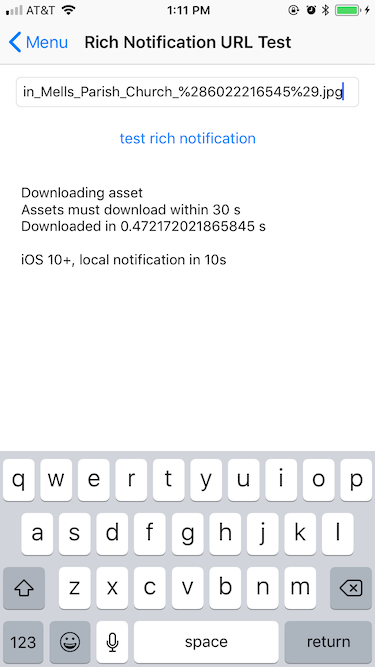 AT&T 1:11 PM
Menu Rich Notification URL Test
in_Mells_Parish_Church_%286022216545%29.jpg
test rich notification
Downloading asset
Assets must download within 30 s
Downloaded in 0.472172021865845 s
iOS 10+, local notification in 10s
q w e r t y u i o p
a s d f g h j k l
z x c v b n m
123 space return